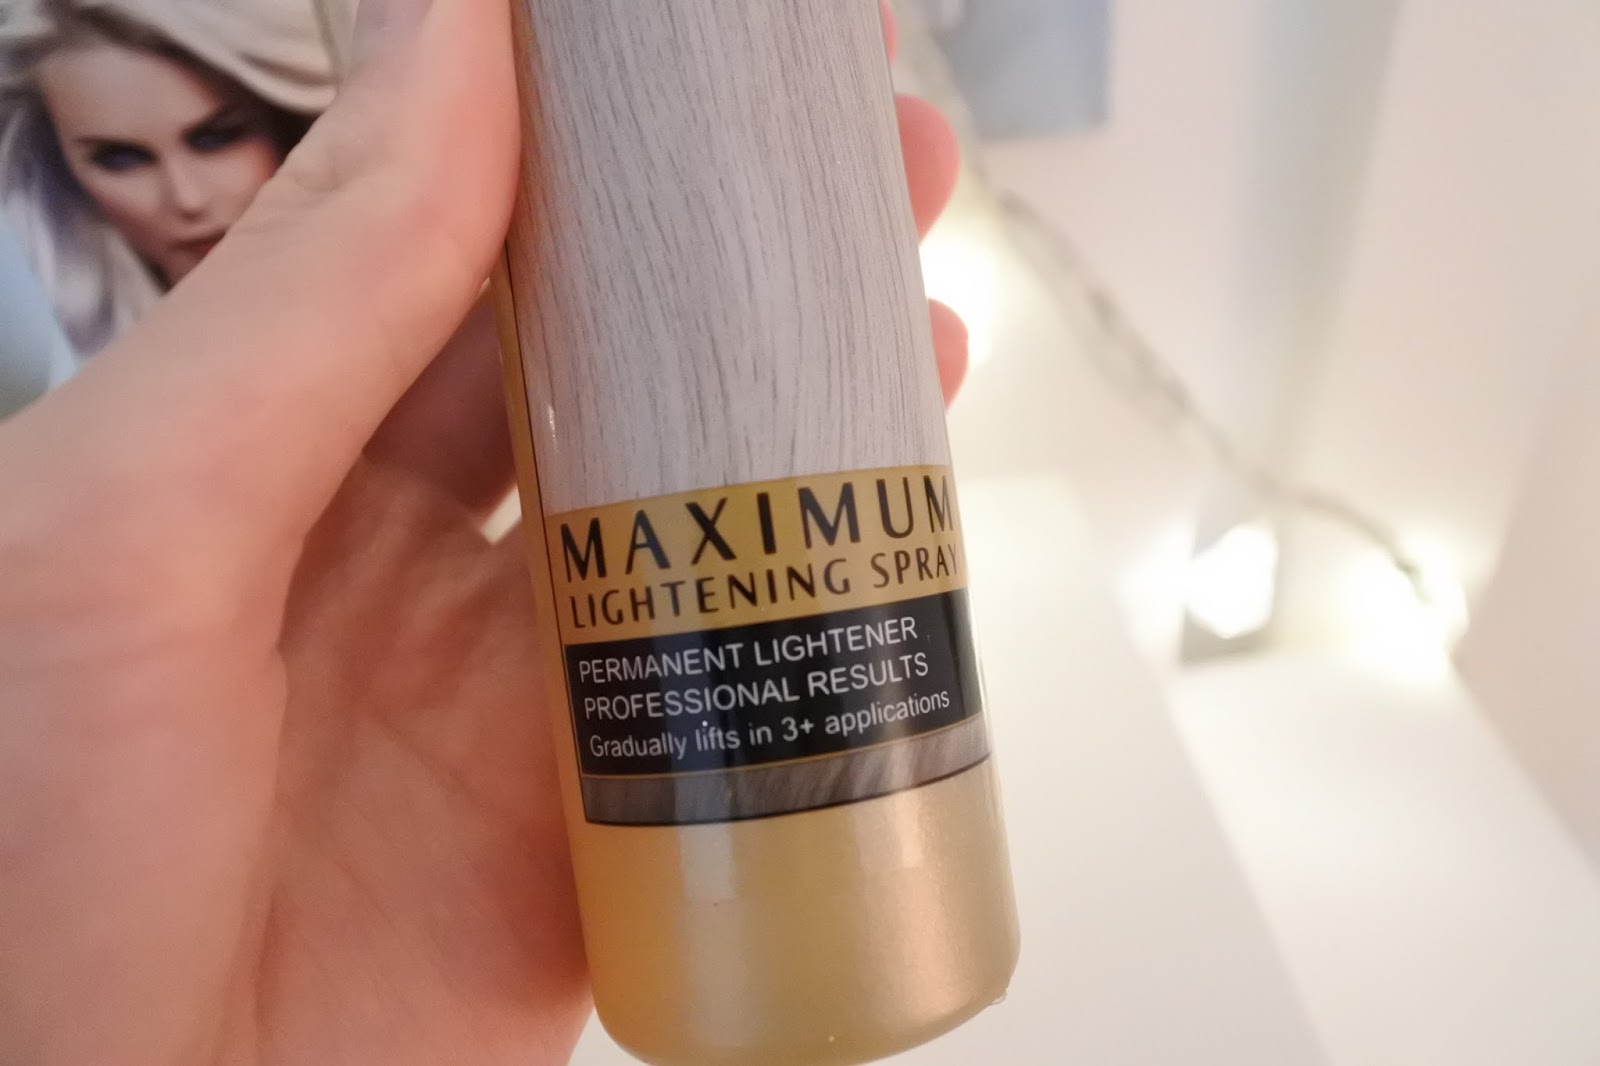 MAXIMUM
LIGHTENING SPRAY
PERMANENT LIGHTENER
PROFESSIONAL RESULTS
Gradually lifts in 3+ applications